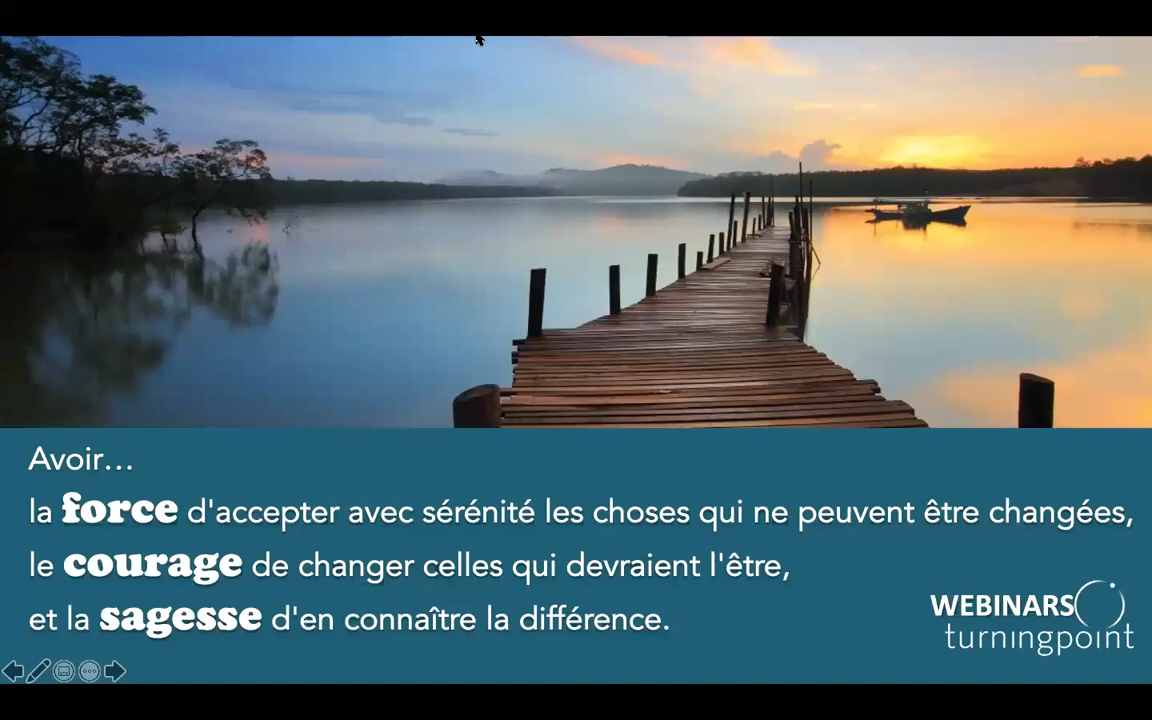 Avoir...
la force d'accepter avec sérénité les choses qui ne peuvent être changées,
le courage de changer celles qui devraient l'être,
et la sagesse d'en connaître la différence.
WEBINARS
turningpoint